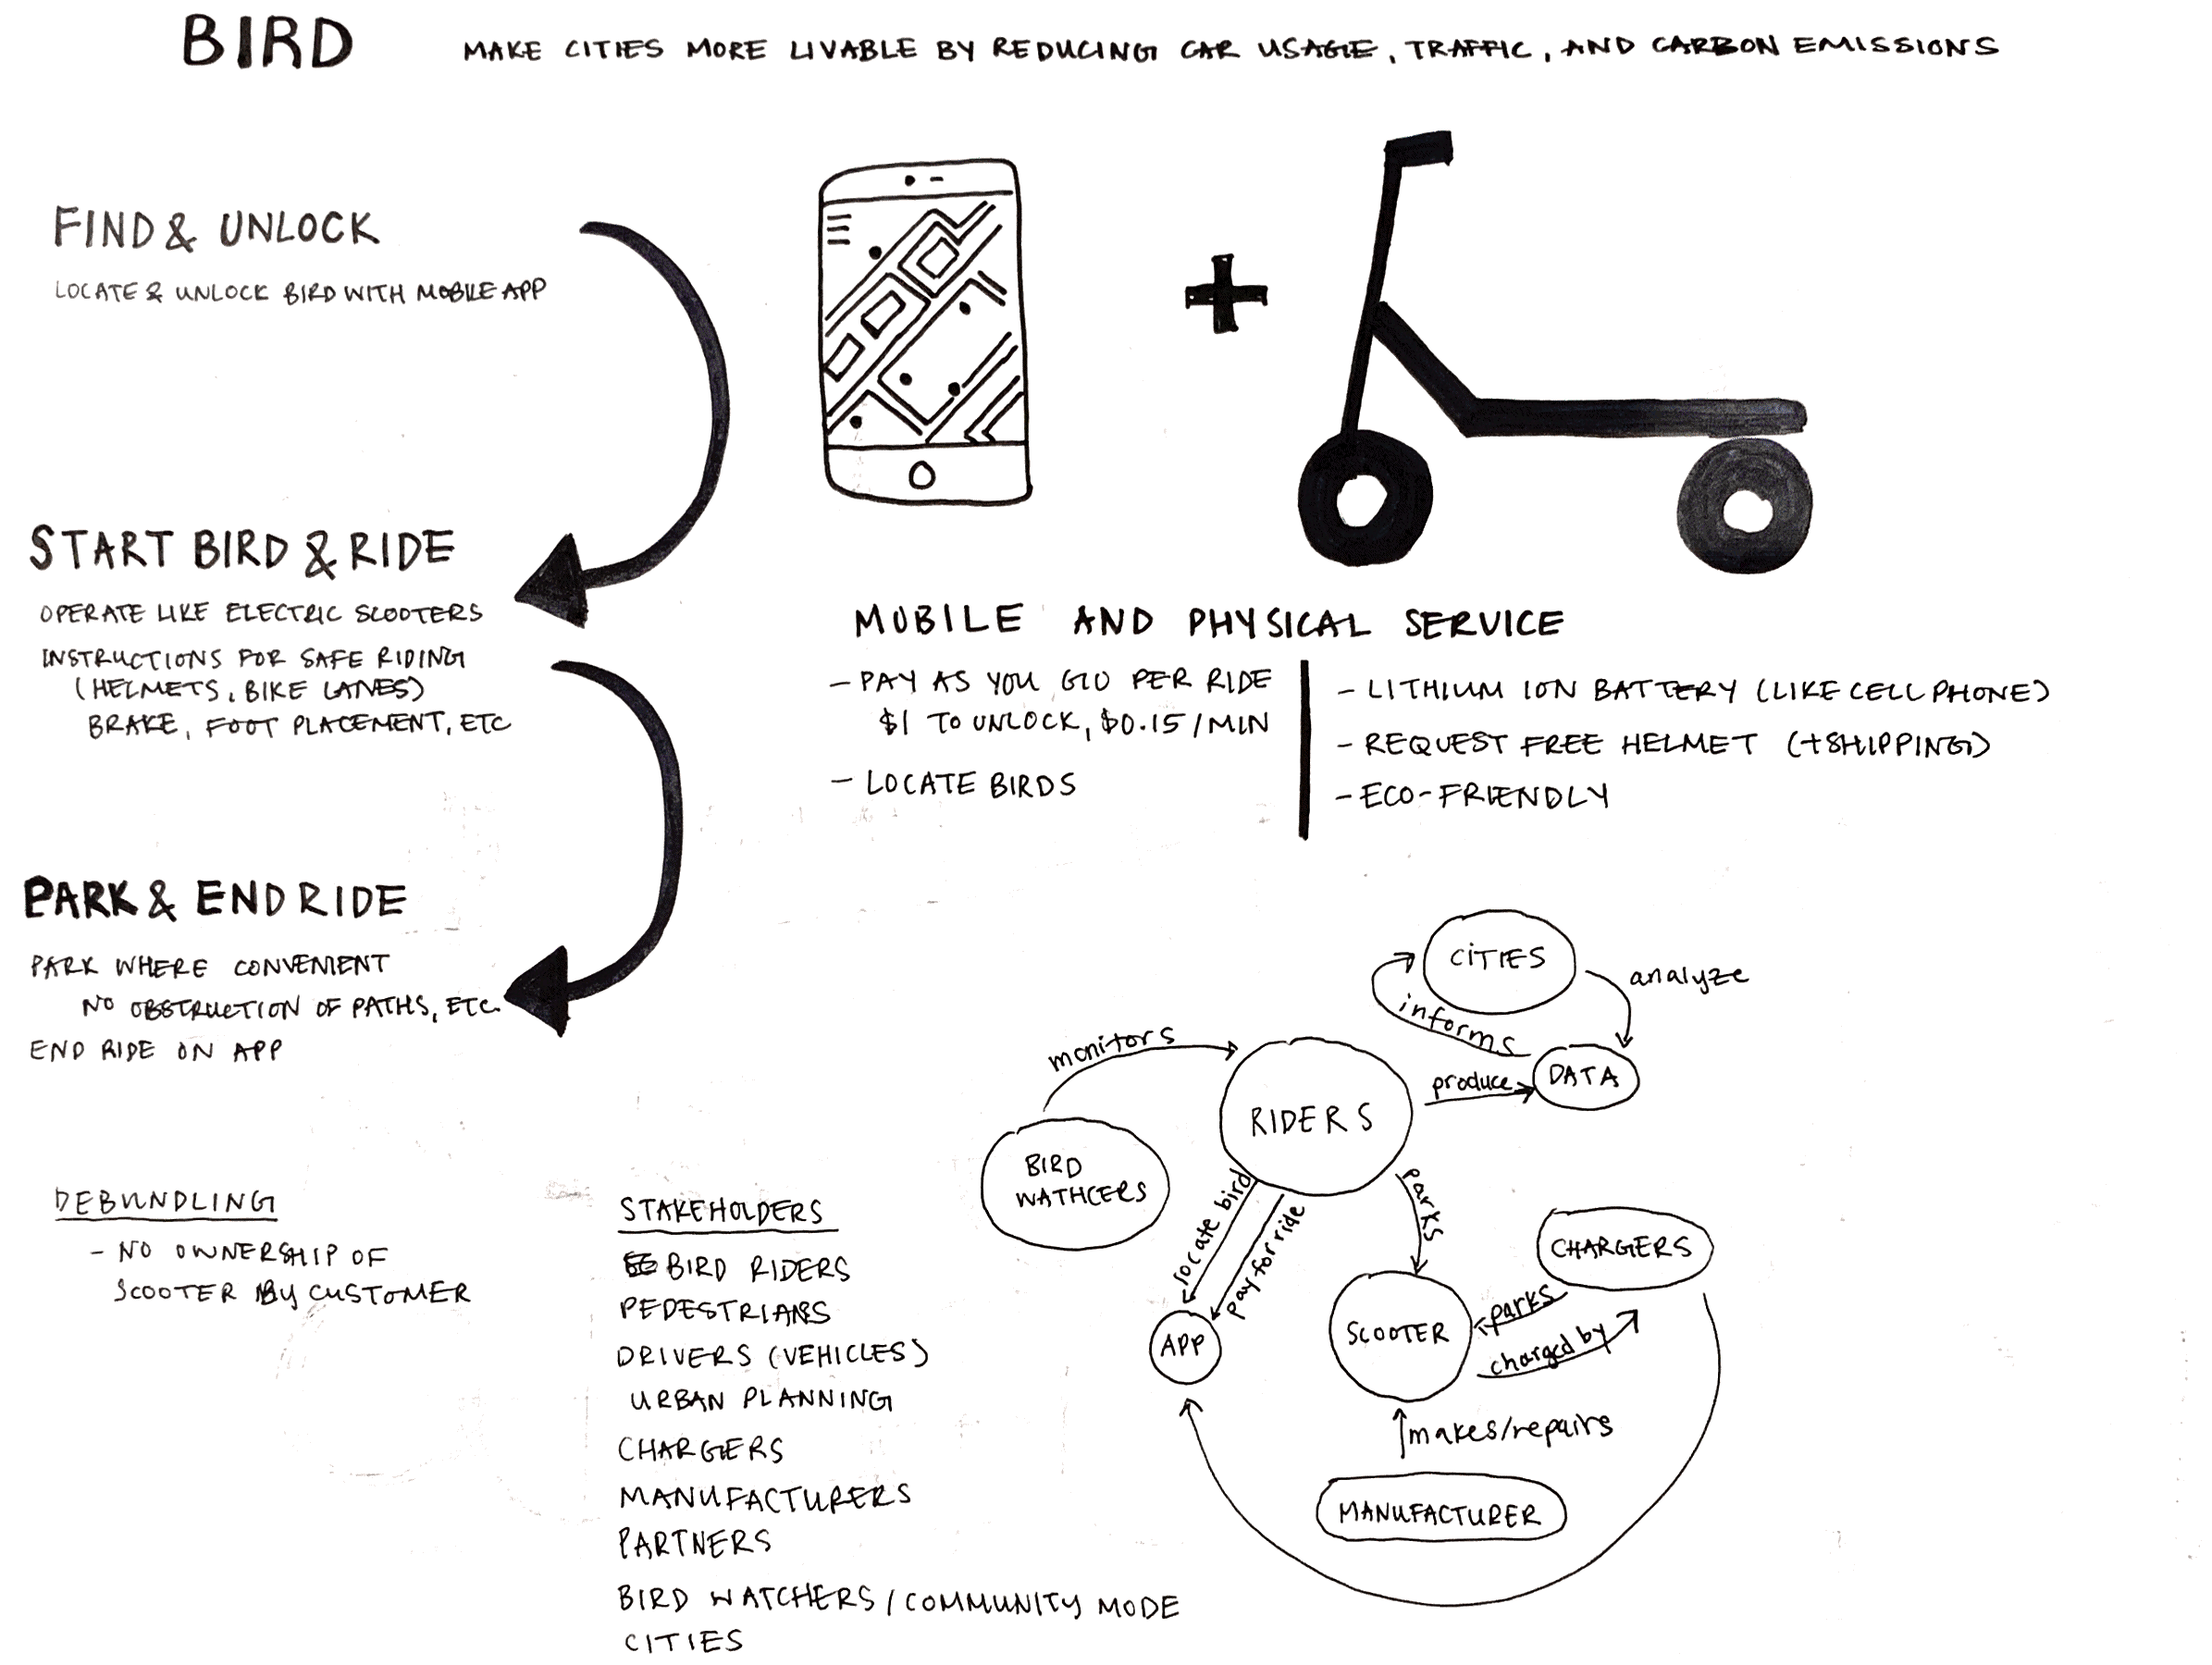 BIRD
MAKE CITIES MORE LIVABLE BY REDUCING CAR USAGE, TRAFFIC, AND CARBON EMISSIONS
FIND & UNLOCK
LOCATE & UNLOCK BIRD WITH MOBILE APP
START BIRD & RIDE
OPERATE LIKE ELECTRIC SCOOTERS
INSTRUCTIONS FOR SAFE RIDING
(HELMETS, BIKE LANES)
BRAKE, FOOT PLACEMENT, ETC
PARK & END RIDE
PARK WHERE CONVENIENT
NO OBSTRUCTION OF PATHS, ETC.
END RIDE ON APP
MOBILE AND PHYSICAL SERVICE
- PAY AS YOU GO PER RIDE
$1 TO UNLOCK, $0.15/MIN
- LOCATE BIRDS
- LITHIUM ION BATTERY (LIKE CELL PHONE)
- REQUEST FREE HELMET (+SHIPPING)
- ECO-FRIENDLY
DEBUNDLING
- NO OWNERSHIP OF
SCOOTER By CUSTOMER
STAKEHOLDERS
BIRD RIDERS
PEDESTRIANS
DRIVERS (VEHICLES)
URBAN PLANNING
CHARGERS
MANUFACTURERS
PARTNERS
BIRD WATCHERS / COMMUNITY MODE
CITIES
CITIES
analyze
informs
DATA
produce
monitors
RIDERS
BIRD
WATHCERS
locate bird
pay for ride
parks
APP
SCOOTER
CHARGERS
parks
charged by
makes/repairs
MANUFACTURER